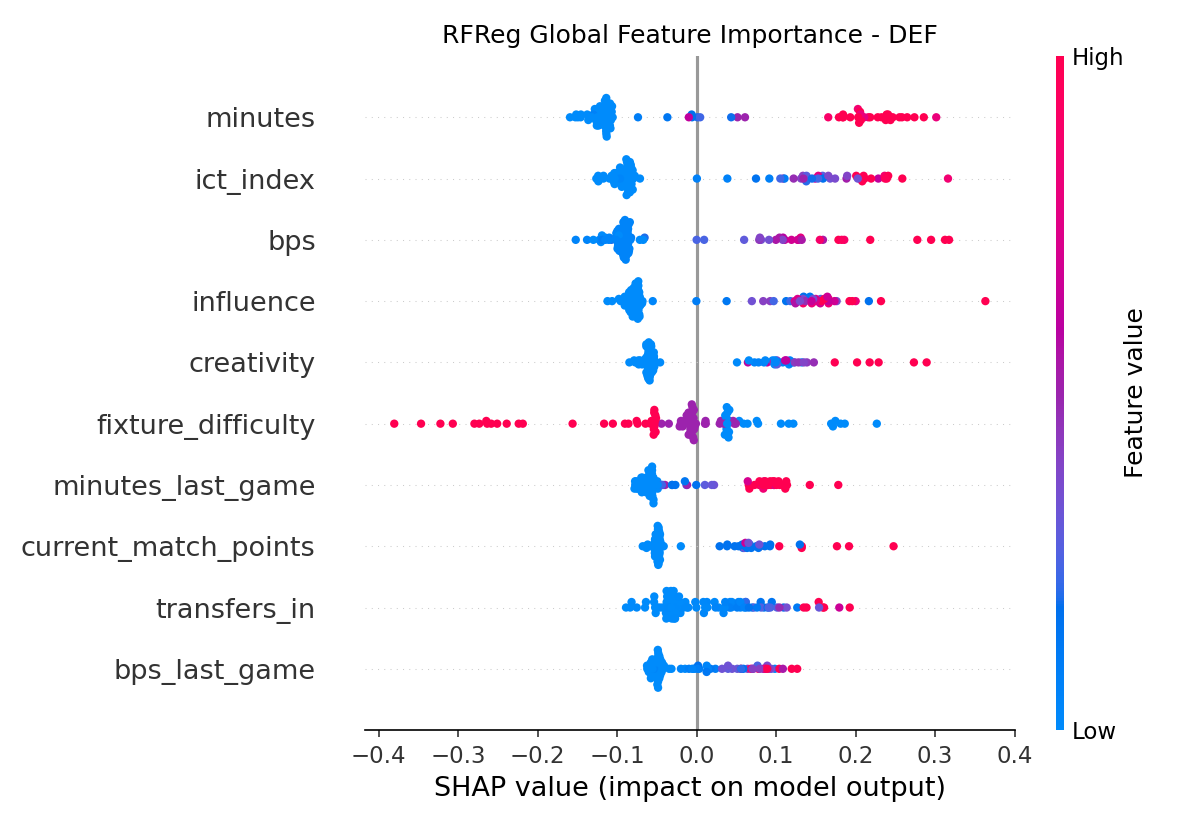 RFReg Global Feature Importance - DEF
High
minutes
ict_index
bps
influence
creativity
fixture_difficulty
minutes_last_game
current_match_points
transfers_in
bps_last_game
Feature value
Low
−0.4 −0.3 −0.2 −0.1 0.0 0.1 0.2 0.3 0.4
SHAP value (impact on model output)